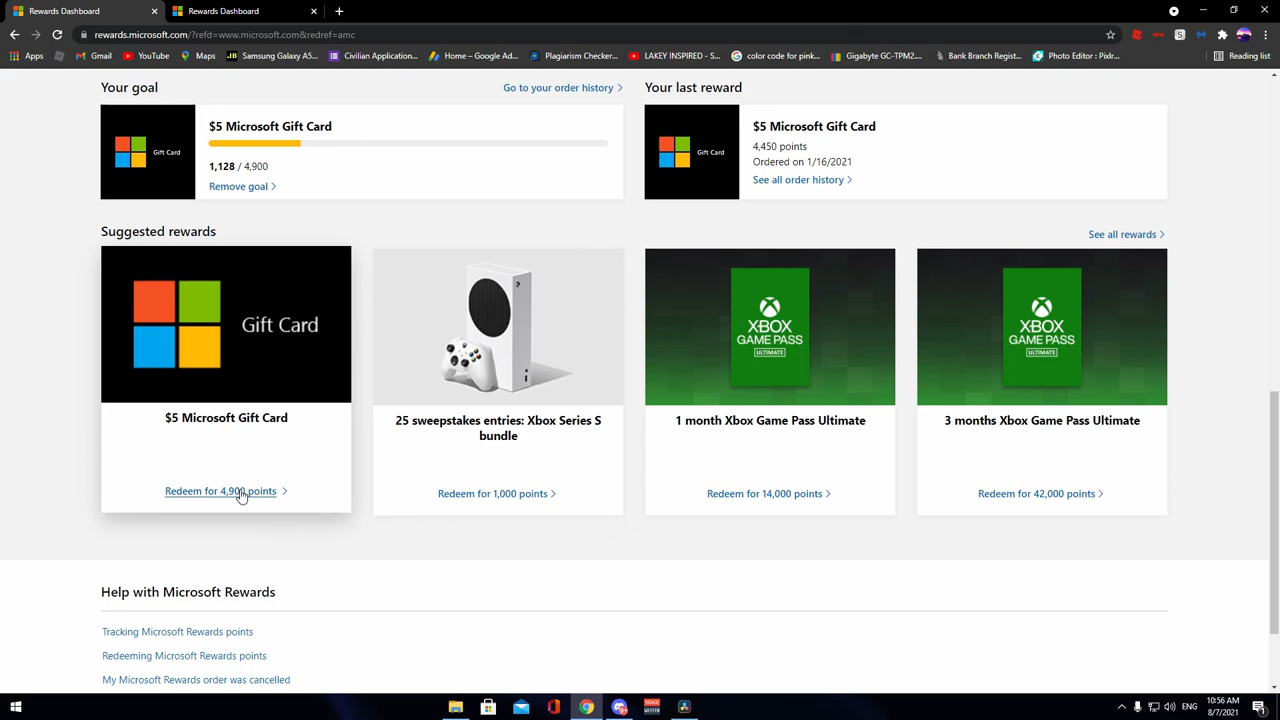 Rewards Dashboard
Rewards Dashboard
rewards.microsoft.com/?refd=www.microsoft.com&redref=amc
Apps
Gmail
YouTube
Maps
Samsung Galaxy A5...
Civilian Application...
Home – Google Ad...
Plagiarism Checker...
LAKEY INSPIRED – S...
color code for pink...
Gigabyte GC-TPM2...
Bank Branch Regist...
Photo Editor : Pixlr...
Reading list
Your goal
Go to your order history
$5 Microsoft Gift Card
Gift Card
1,128 / 4,900
Remove goal
Your last reward
$5 Microsoft Gift Card
Gift Card
4,450 points
Ordered on 1/16/2021
See all order history
Suggested rewards
See all rewards
Gift Card
$5 Microsoft Gift Card
Redeem for 4,900 points
25 sweepstakes entries: Xbox Series S
bundle
Redeem for 1,000 points
XBOX
GAME PASS
ULTIMATE
1 month Xbox Game Pass Ultimate
Redeem for 14,000 points
XBOX
GAME PASS
ULTIMATE
3 months Xbox Game Pass Ultimate
Redeem for 42,000 points
Help with Microsoft Rewards
Tracking Microsoft Rewards points
Redeeming Microsoft Rewards points
My Microsoft Rewards order was cancelled
ENG
10:56 AM
8/7/2021